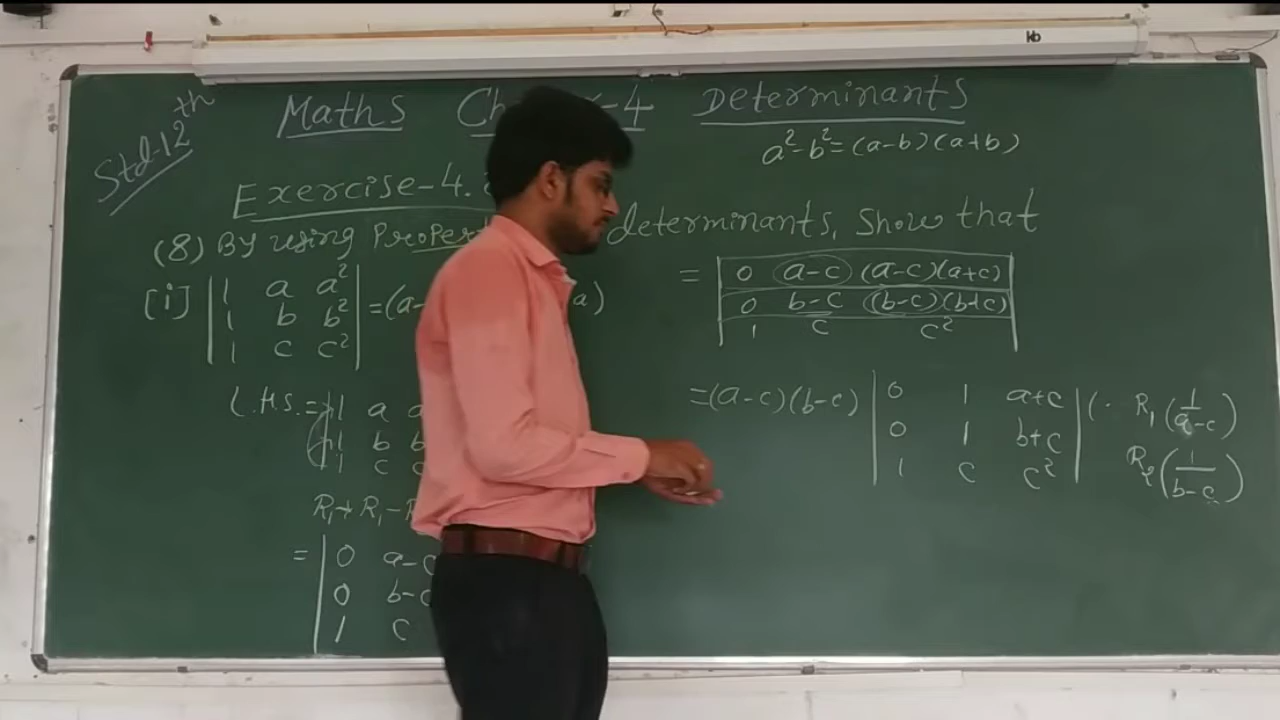 kb
Std-12th
Maths Ch -4 Determinants
a²-b²=(a-b)(a+b)
Exercise-4.
(8) By using Proper determinants, Show that
[i] | 1 a a² | =(a- a)
| 1 b b² |
| 1 c c² |
L.H.S. = | 1 a a
| 1 b b
| 1 c c
R₁→R₁-R
= | 0 a-c
| 0 b-c
| 1 c
= | 0 (a-c) (a-c)(a+c) |
| 0 b-c (b-c)(b+c) |
| 1 c c² |
=(a-c)(b-c) | 0 1 a+c | (∵ R₁(1/a-c)
| 0 1 b+c | R₂(1/b-c)
| 1 c c² |